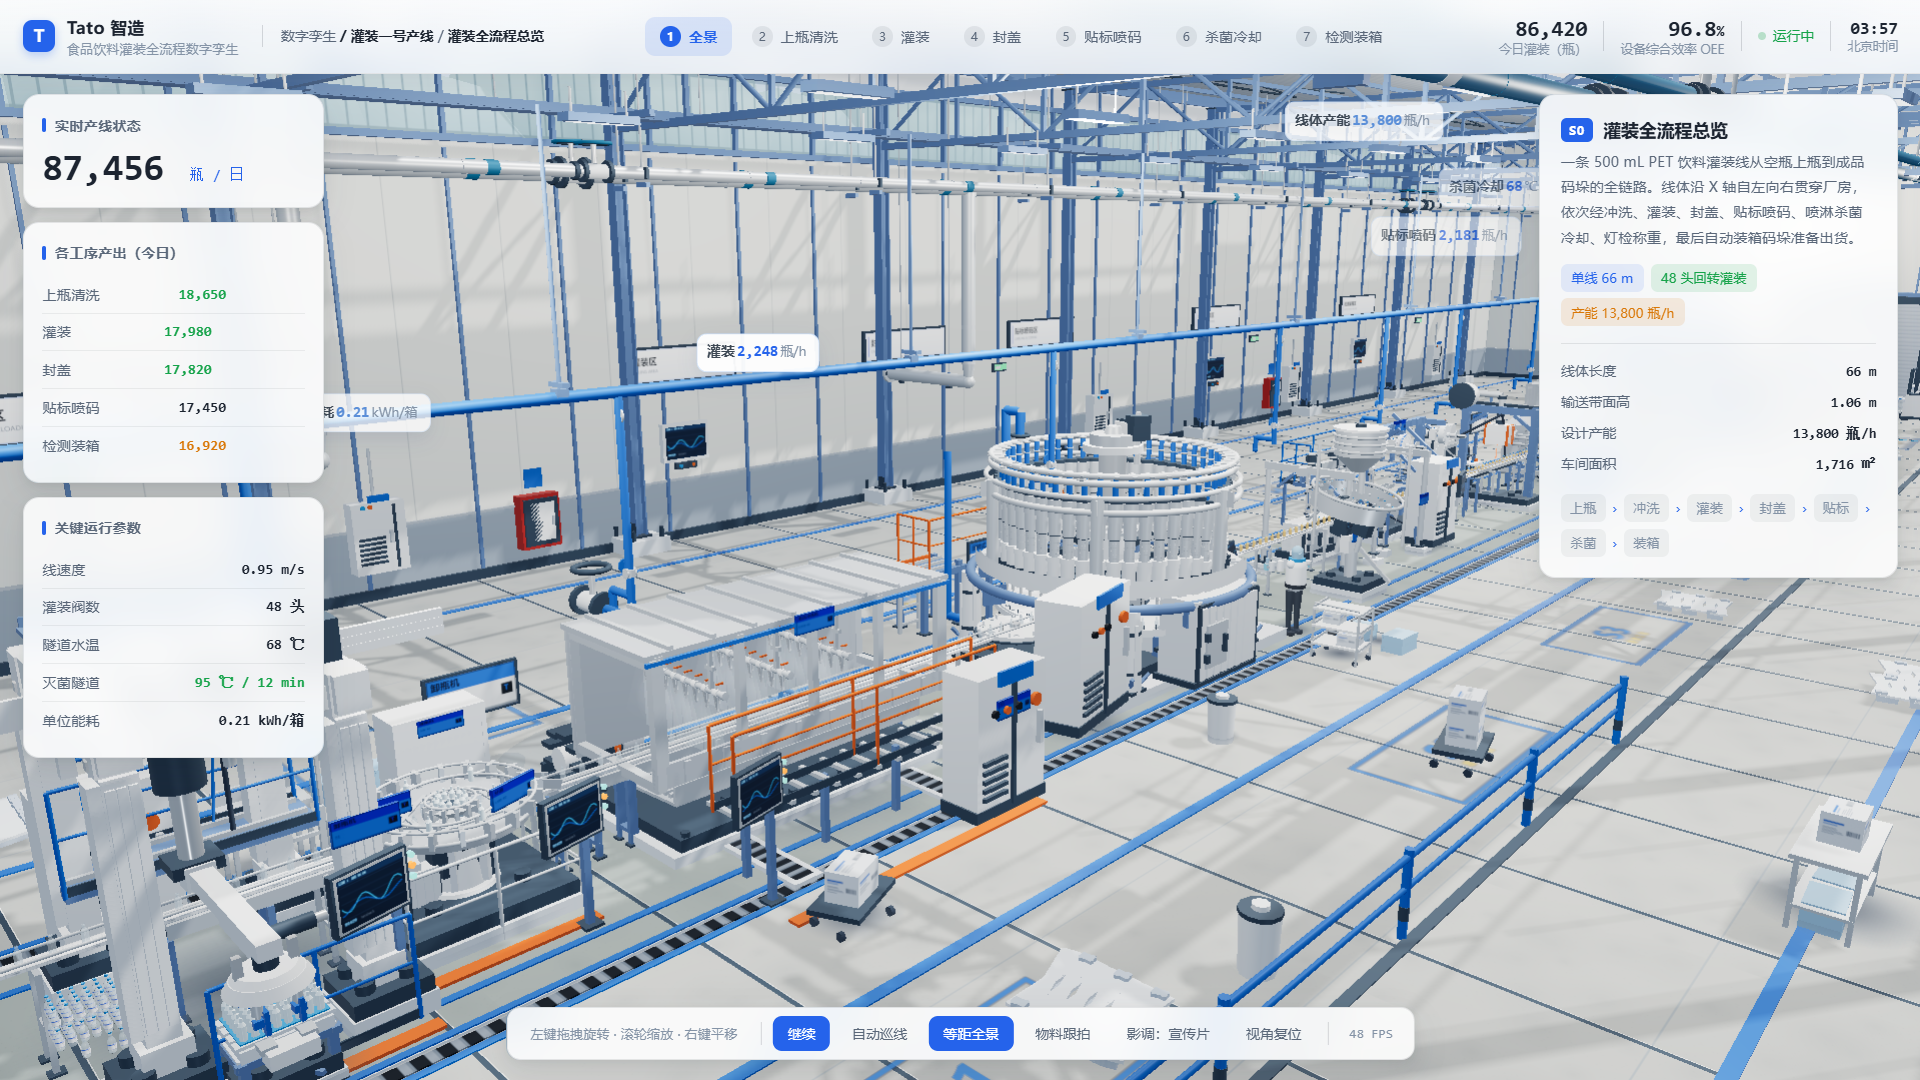 T
Tato 智造
食品饮料灌装全流程数字孪生
数字孪生 / 灌装一号产线 / 灌装全流程总览
1 全景
2 上瓶清洗
3 灌装
4 封盖
5 贴标喷码
6 杀菌冷却
7 检测装箱
86,420
今日灌装（瓶）
96.8%
设备综合效率 OEE
运行中
03:57
北京时间
实时产线状态
87,456 瓶 / 日
各工序产出（今日）
上瓶清洗 18,650
灌装 17,980
封盖 17,820
贴标喷码 17,450
检测装箱 16,920
关键运行参数
线速度 0.95 m/s
灌装阀数 48 头
隧道水温 68 ℃
灭菌隧道 95 ℃ / 12 min
单位能耗 0.21 kWh/箱
线体产能 13,800 瓶/h
杀菌冷却 68 ℃
贴标喷码 2,181 瓶/h
灌装 2,248 瓶/h
耗 0.21 kWh/箱
S0 灌装全流程总览
一条 500 mL PET 饮料灌装线从空瓶上瓶到成品
码垛的全链路。线体沿 X 轴自左向右贯穿厂房，
依次经冲洗、灌装、封盖、贴标喷码、喷淋杀菌
冷却、灯检称重，最后自动装箱码垛准备出货。
单线 66 m
48 头回转灌装
产能 13,800 瓶/h
线体长度 66 m
输送带面高 1.06 m
设计产能 13,800 瓶/h
车间面积 1,716 m²
上瓶 › 冲洗 › 灌装 › 封盖 › 贴标 ›
杀菌 › 装箱
左键拖拽旋转 · 滚轮缩放 · 右键平移
继续
自动巡线
等距全景
物料跟拍
影调：宣传片
视角复位
48 FPS